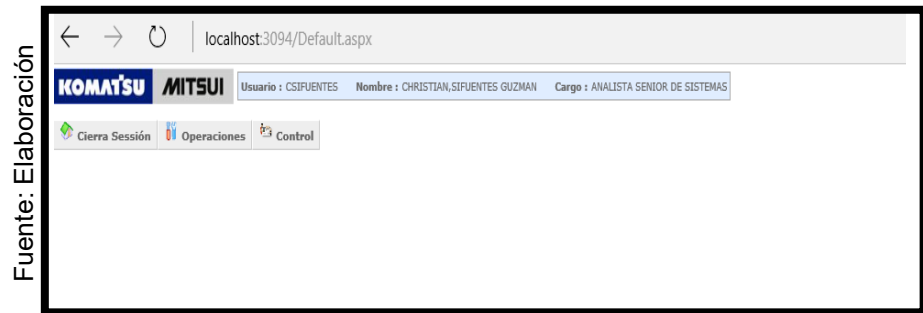 localhost:3094/Default.aspx
KOMATSU MITSUI Usuario : CSIFUENTES Nombre : CHRISTIAN,SIFUENTES GUZMAN Cargo : ANALISTA SENIOR DE SISTEMAS
Cierra Sessión Operaciones Control
Fuente: Elaboración